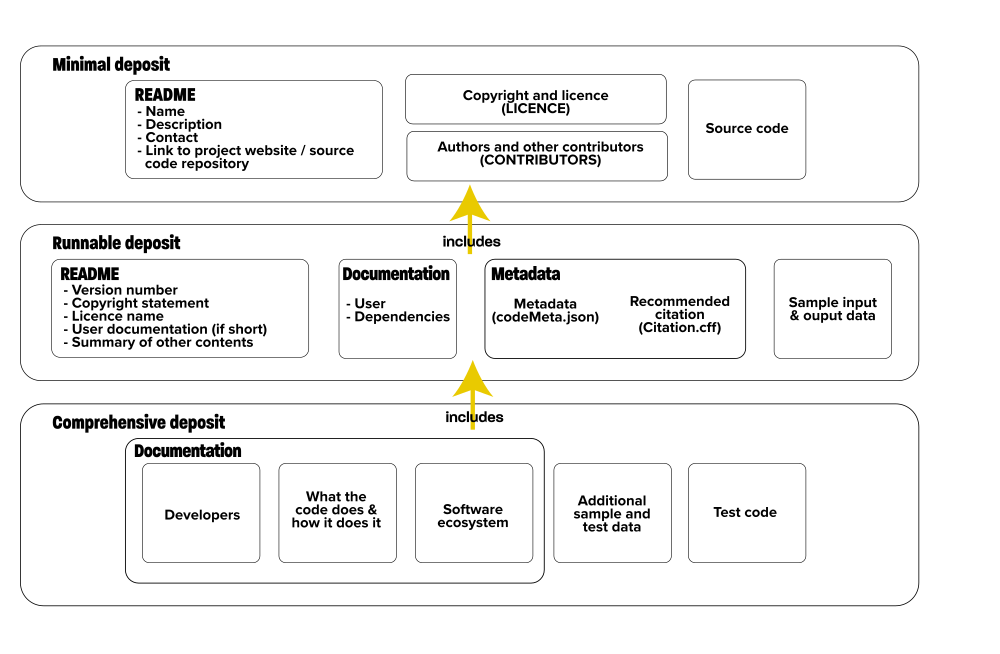 Minimal deposit
README
- Name
- Description
- Contact
- Link to project website / source
code repository
Copyright and licence
(LICENCE)
Authors and other contributors
(CONTRIBUTORS)
Source code
includes
Runnable deposit
README
- Version number
- Copyright statement
- Licence name
- User documentation (if short)
- Summary of other contents
Documentation
- User
- Dependencies
Metadata
Metadata
(codeMeta.json)
Recommended
citation
(Citation.cff)
Sample input
& ouput data
includes
Comprehensive deposit
Documentation
Developers
What the
code does &
how it does it
Software
ecosystem
Additional
sample and
test data
Test code